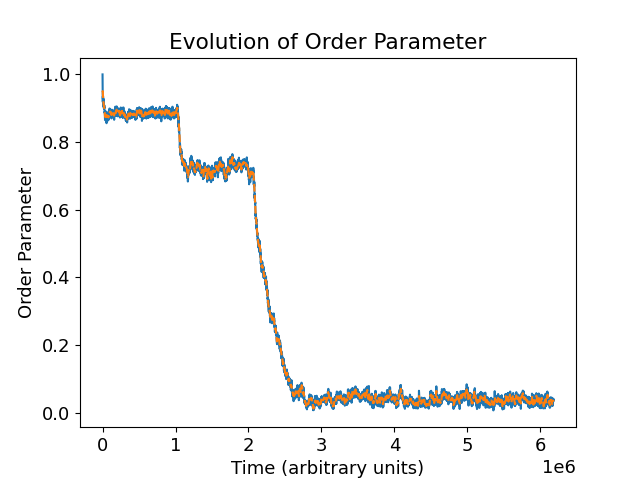 Evolution of Order Parameter
Order Parameter
1.0
0.8
0.6
0.4
0.2
0.0
0 1 2 3 4 5 6
1e6
Time (arbitrary units)